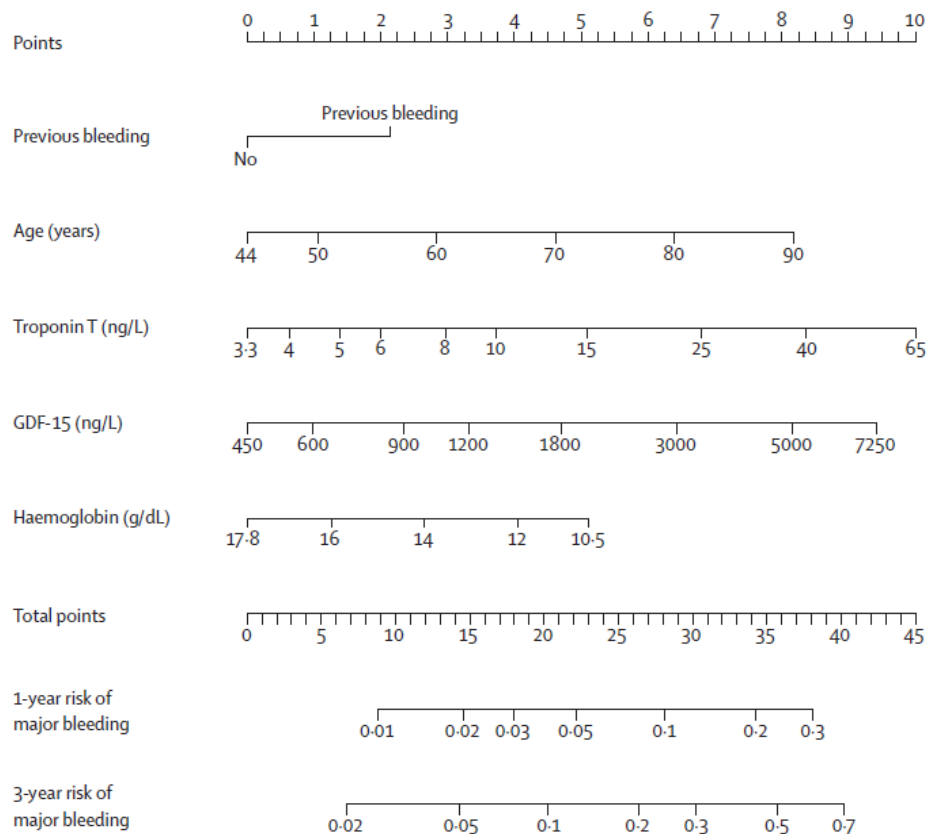 0 1 2 3 4 5 6 7 8 9 10
Points
Previous bleeding
Previous bleeding
No
Age (years)
44 50 60 70 80 90
Troponin T (ng/L)
3·3 4 5 6 8 10 15 25 40 65
GDF-15 (ng/L)
450 600 900 1200 1800 3000 5000 7250
Haemoglobin (g/dL)
17·8 16 14 12 10·5
Total points
0 5 10 15 20 25 30 35 40 45
1-year risk of
major bleeding
0·01 0·02 0·03 0·05 0·1 0·2 0·3
3-year risk of
major bleeding
0·02 0·05 0·1 0·2 0·3 0·5 0·7